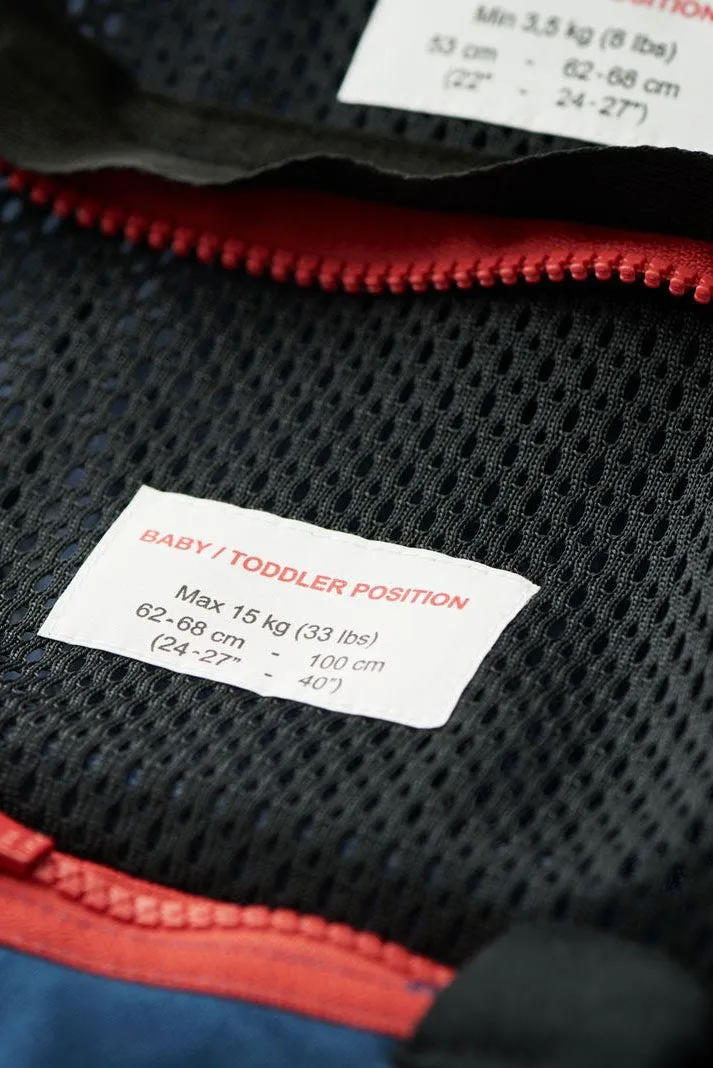 POSITION
Min 3,5 kg (8 lbs)
53 cm - 62-68 cm
(22" - 24-27")
BABY / TODDLER POSITION
Max 15 kg (33 lbs)
62-68 cm - 100 cm
(24-27" - 40")